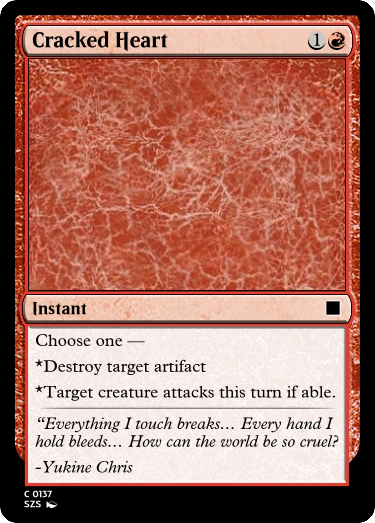 Cracked Heart
1
Instant
Choose one —
*Destroy target artifact
*Target creature attacks this turn if able.
“Everything I touch breaks... Every hand I
hold bleeds... How can the world be so cruel?
-Yukine Chris
C 0137
SZS